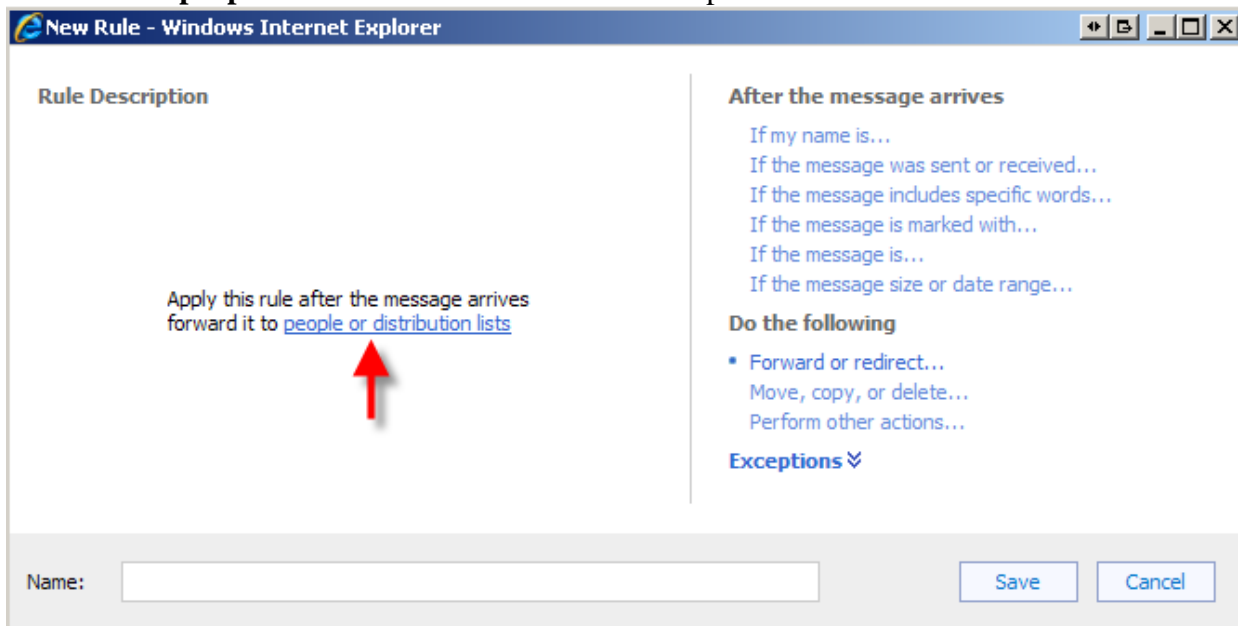 New Rule - Windows Internet Explorer
Rule Description
Apply this rule after the message arrives
forward it to people or distribution lists
After the message arrives
If my name is...
If the message was sent or received...
If the message includes specific words...
If the message is marked with...
If the message is...
If the message size or date range...
Do the following
Forward or redirect...
Move, copy, or delete...
Perform other actions...
Exceptions
Name:
Save
Cancel